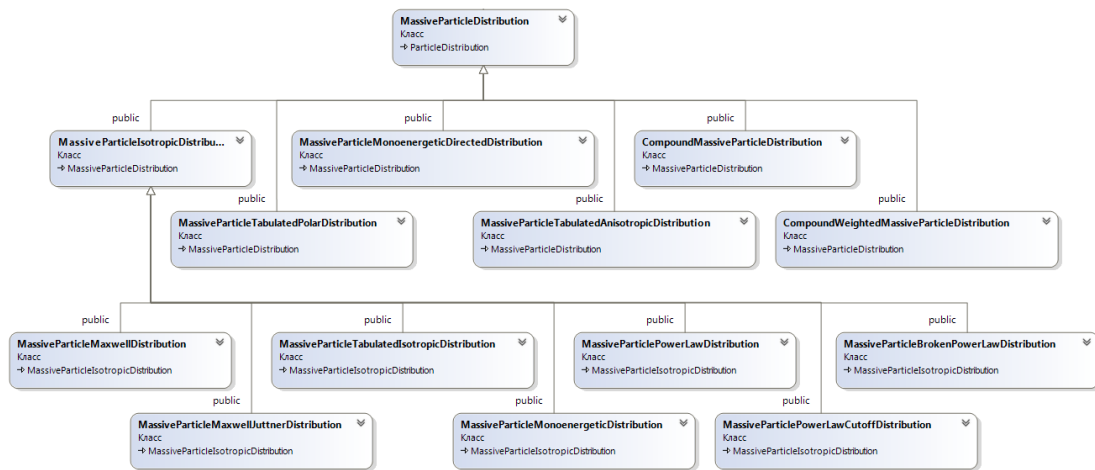 MassiveParticleDistribution
Класс
ParticleDistribution
public
public
public
MassiveParticleIsotropicDistribu...
Класс
MassiveParticleDistribution
MassiveParticleMonoenergeticDirectedDistribution
Класс
MassiveParticleDistribution
CompoundMassiveParticleDistribution
Класс
MassiveParticleDistribution
public
public
public
MassiveParticleTabulatedPolarDistribution
Класс
MassiveParticleDistribution
MassiveParticleTabulatedAnisotropicDistribution
Класс
MassiveParticleDistribution
CompoundWeightedMassiveParticleDistribution
Класс
MassiveParticleDistribution
public
public
public
public
MassiveParticleMaxwellDistribution
Класс
MassiveParticleIsotropicDistribution
MassiveParticleTabulatedIsotropicDistribution
Класс
MassiveParticleIsotropicDistribution
MassiveParticlePowerLawDistribution
Класс
MassiveParticleIsotropicDistribution
MassiveParticleBrokenPowerLawDistribution
Класс
MassiveParticleIsotropicDistribution
public
public
public
MassiveParticleMaxwellJuttnerDistribution
Класс
MassiveParticleIsotropicDistribution
MassiveParticleMonoenergeticDistribution
Класс
MassiveParticleIsotropicDistribution
MassiveParticlePowerLawCutoffDistribution
Класс
MassiveParticleIsotropicDistribution